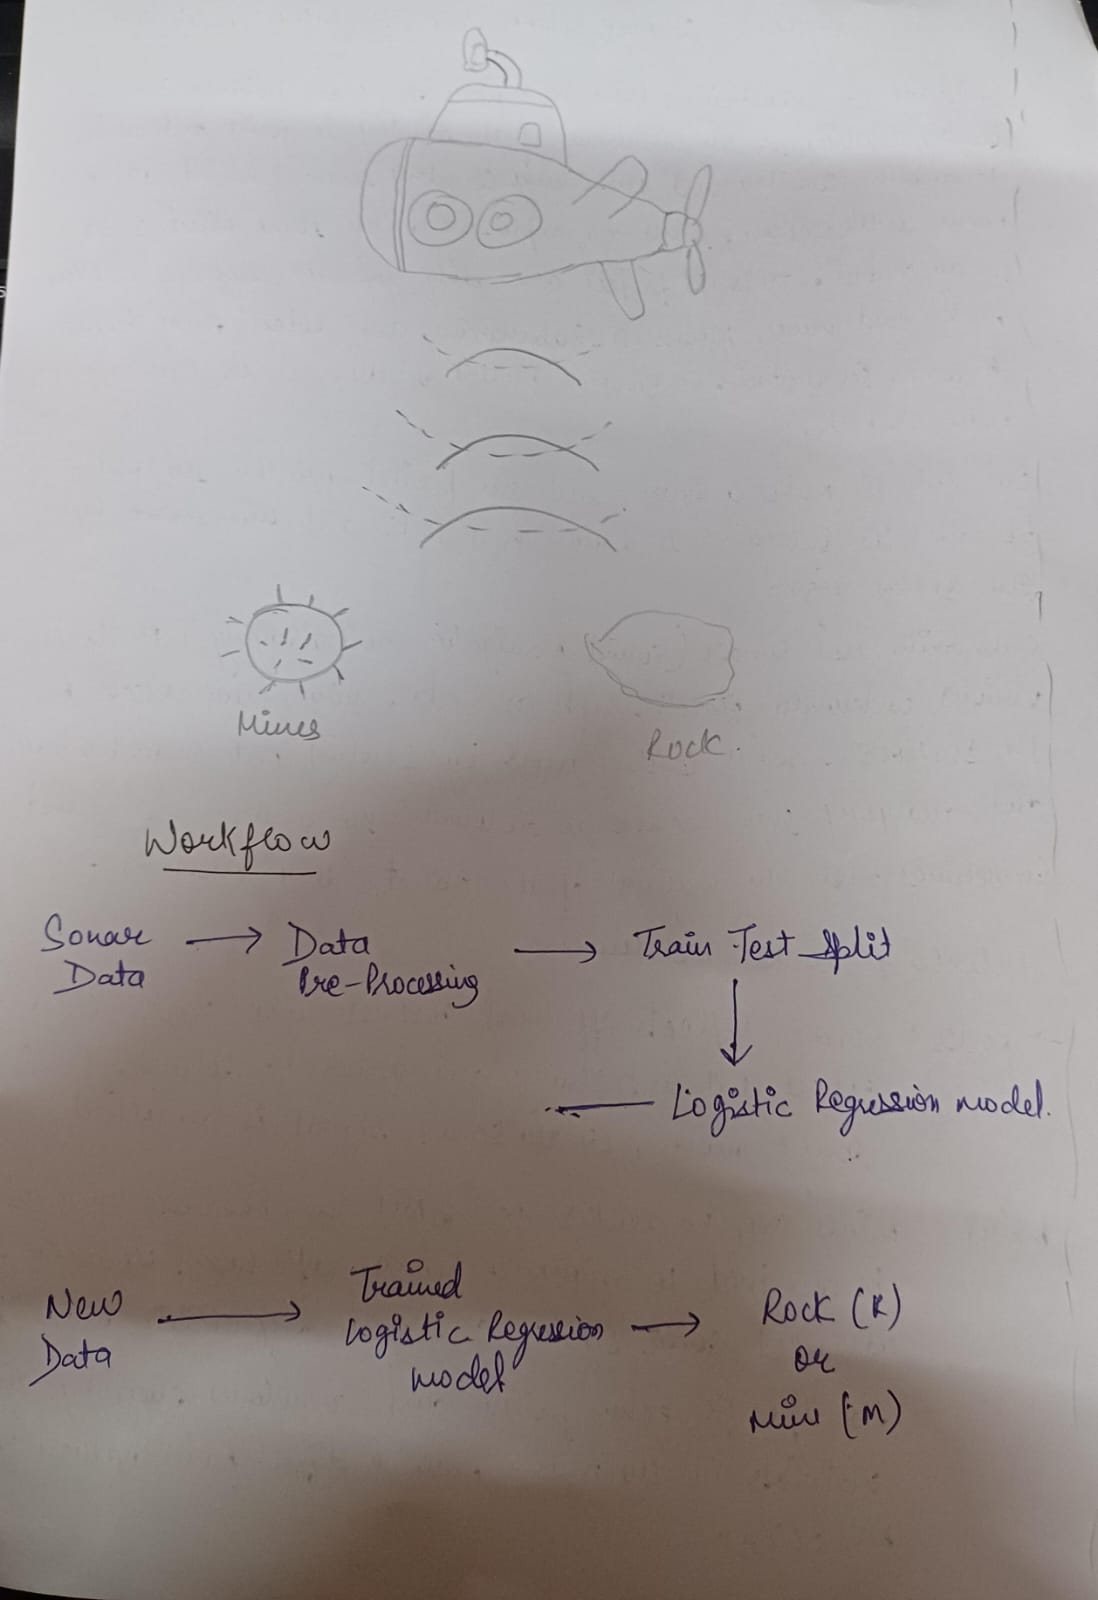 Mines
Rock.
Workflow
Sonar
Data
Data
Pre-Processing
Train Test Split
Logistic Regression model.
New
Data
Trained
Logistic Regression
model
Rock (R)
or
Mine (M)